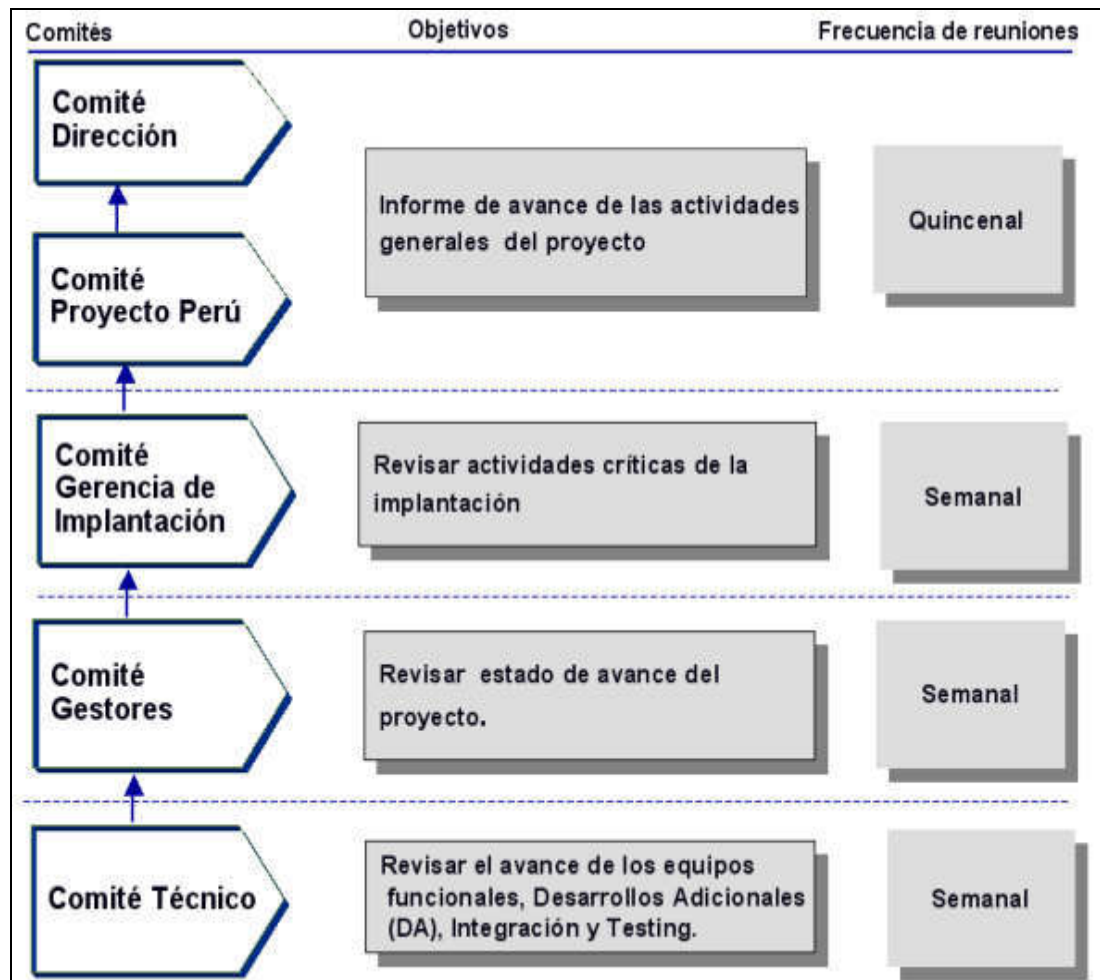 Comités Objetivos Frecuencia de reuniones
Comité
Dirección
Informe de avance de las actividades
generales del proyecto
Quincenal
Comité
Proyecto Perú
Comité
Gerencia de
Implantación
Revisar actividades críticas de la
implantación
Semanal
Comité
Gestores
Revisar estado de avance del
proyecto.
Semanal
Comité Técnico
Revisar el avance de los equipos
funcionales, Desarrollos Adicionales
(DA), Integración y Testing.
Semanal